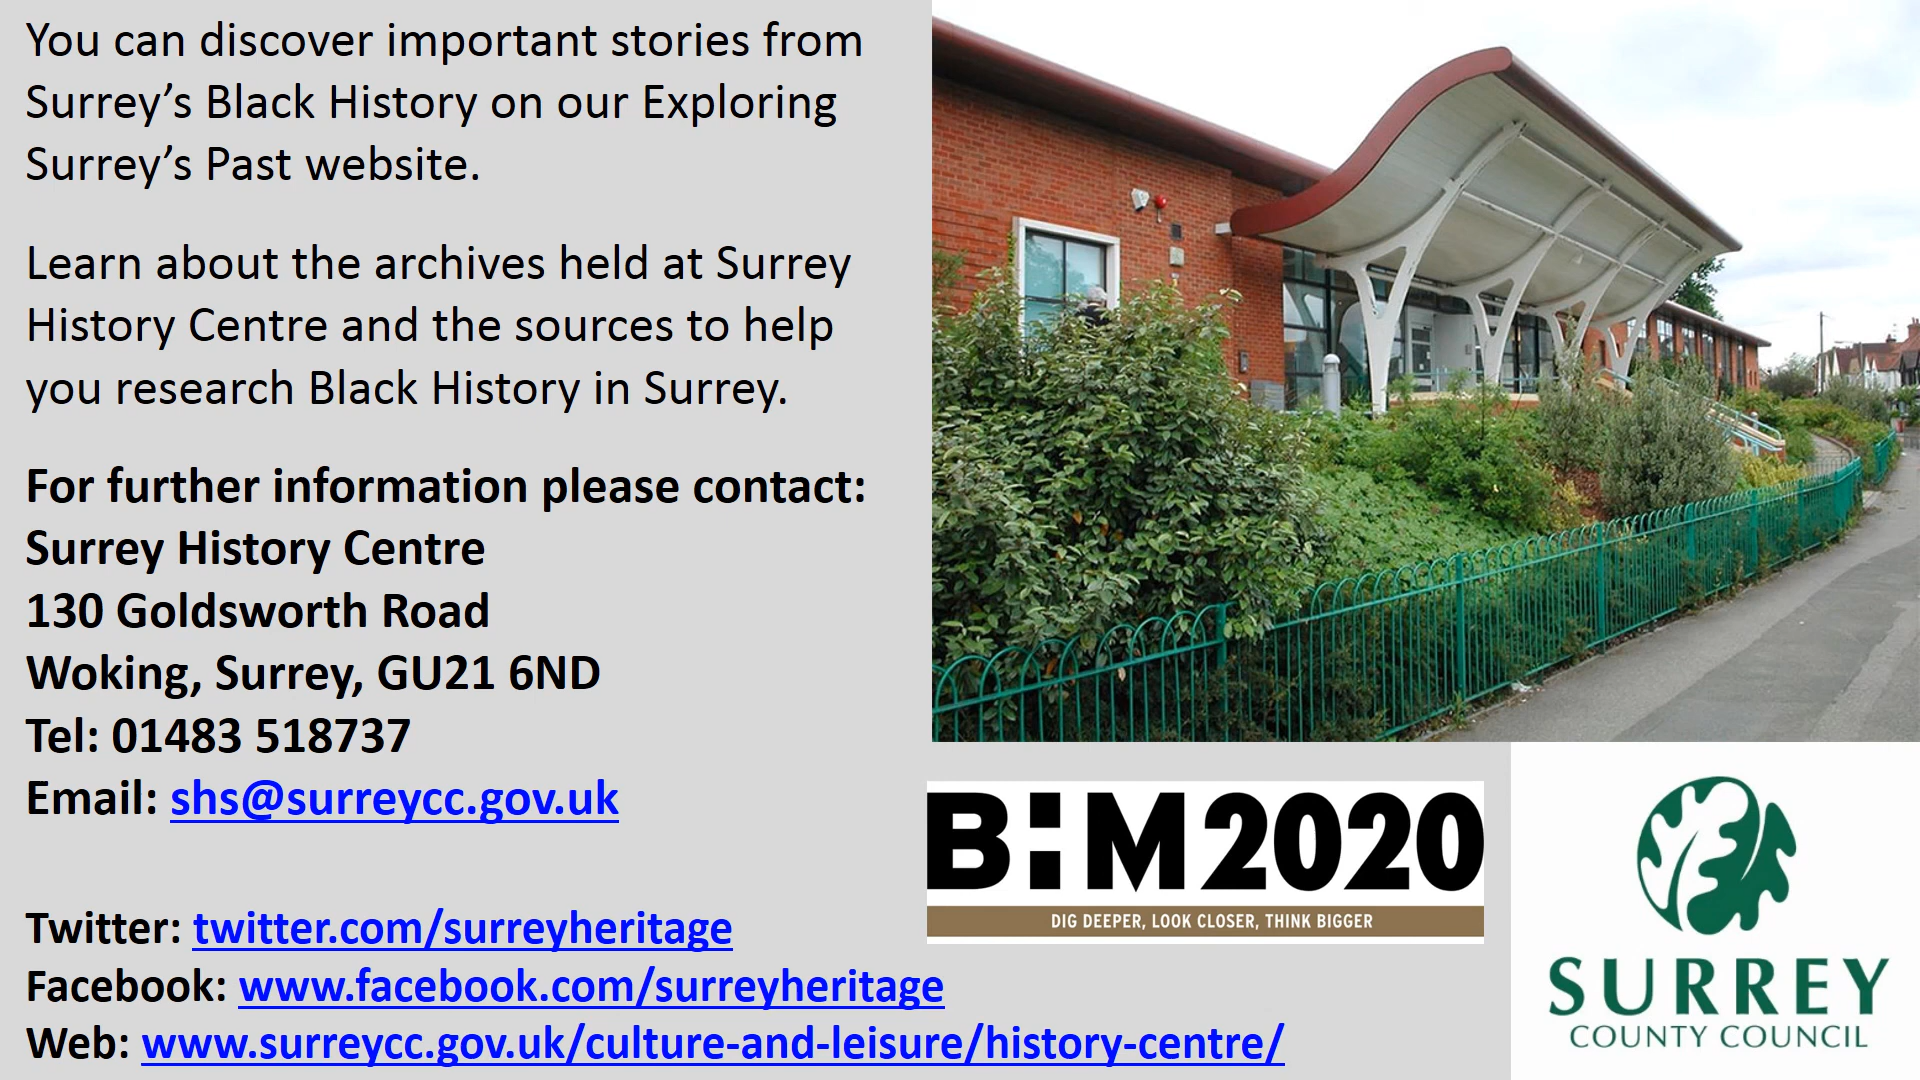 You can discover important stories from
Surrey’s Black History on our Exploring
Surrey’s Past website.
Learn about the archives held at Surrey
History Centre and the sources to help
you research Black History in Surrey.
For further information please contact:
Surrey History Centre
130 Goldsworth Road
Woking, Surrey, GU21 6ND
Tel: 01483 518737
Email: shs@surreycc.gov.uk
Twitter: twitter.com/surreyheritage
Facebook: www.facebook.com/surreyheritage
Web: www.surreycc.gov.uk/culture-and-leisure/history-centre/
BHM2020
DIG DEEPER, LOOK CLOSER, THINK BIGGER
SURREY
COUNTY COUNCIL